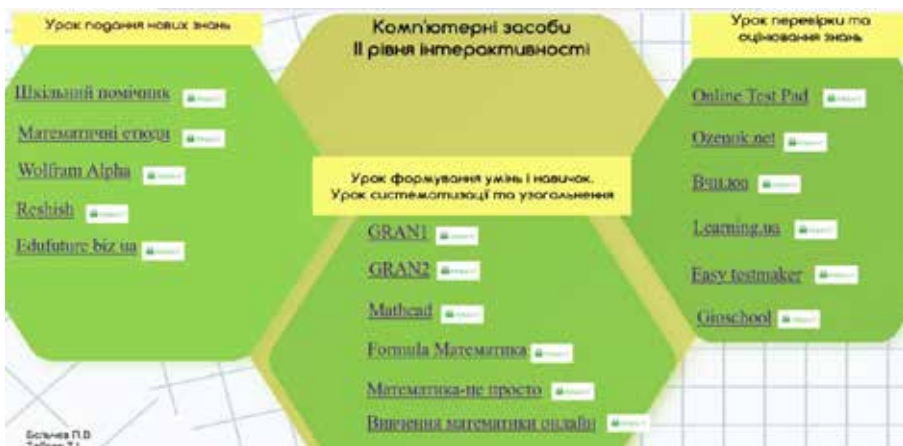 Урок подання нових знань
Шкільний помічник
Математичні етюди
Wolfram Alpha
Reshish
Edufuture biz ua
Комп'ютерні засоби
ІІ рівня інтерактивності
Урок формування умінь і навичок.
Урок систематизації та узагальнення
GRAN1
GRAN2
Mathcad
Formula Математика
Математика-це просто
Вивчення математики онлайн
Урок перевірки та
оцінювання знань
Online Test Pad
Ozenok.net
Learning.ua
Easy testmaker
Gioschool